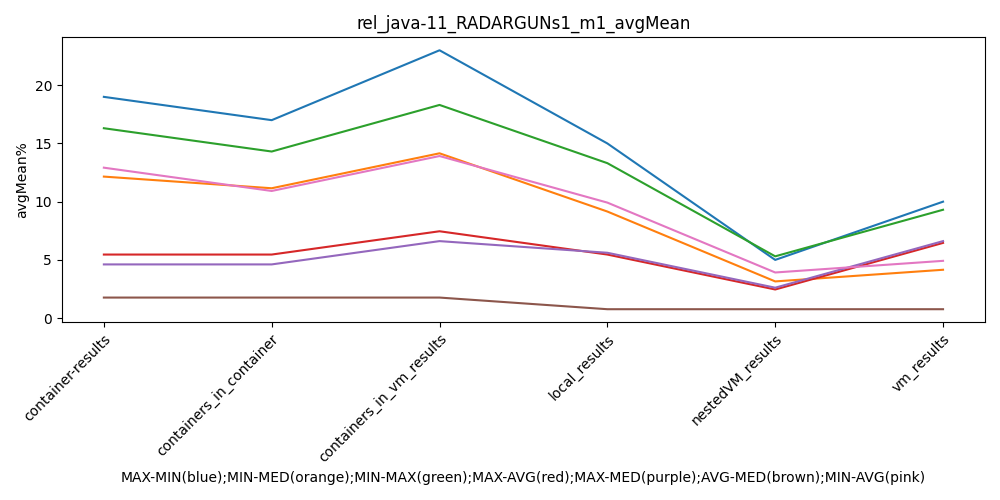 rel_java-11_RADARGUNs1_m1_avgMean
avgMean%
20
15
10
5
0
container-results
containers_in_container
containers_in_vm_results
local_results
nestedVM_results
vm_results
MAX-MIN(blue);MIN-MED(orange);MIN-MAX(green);MAX-AVG(red);MAX-MED(purple);AVG-MED(brown);MIN-AVG(pink)